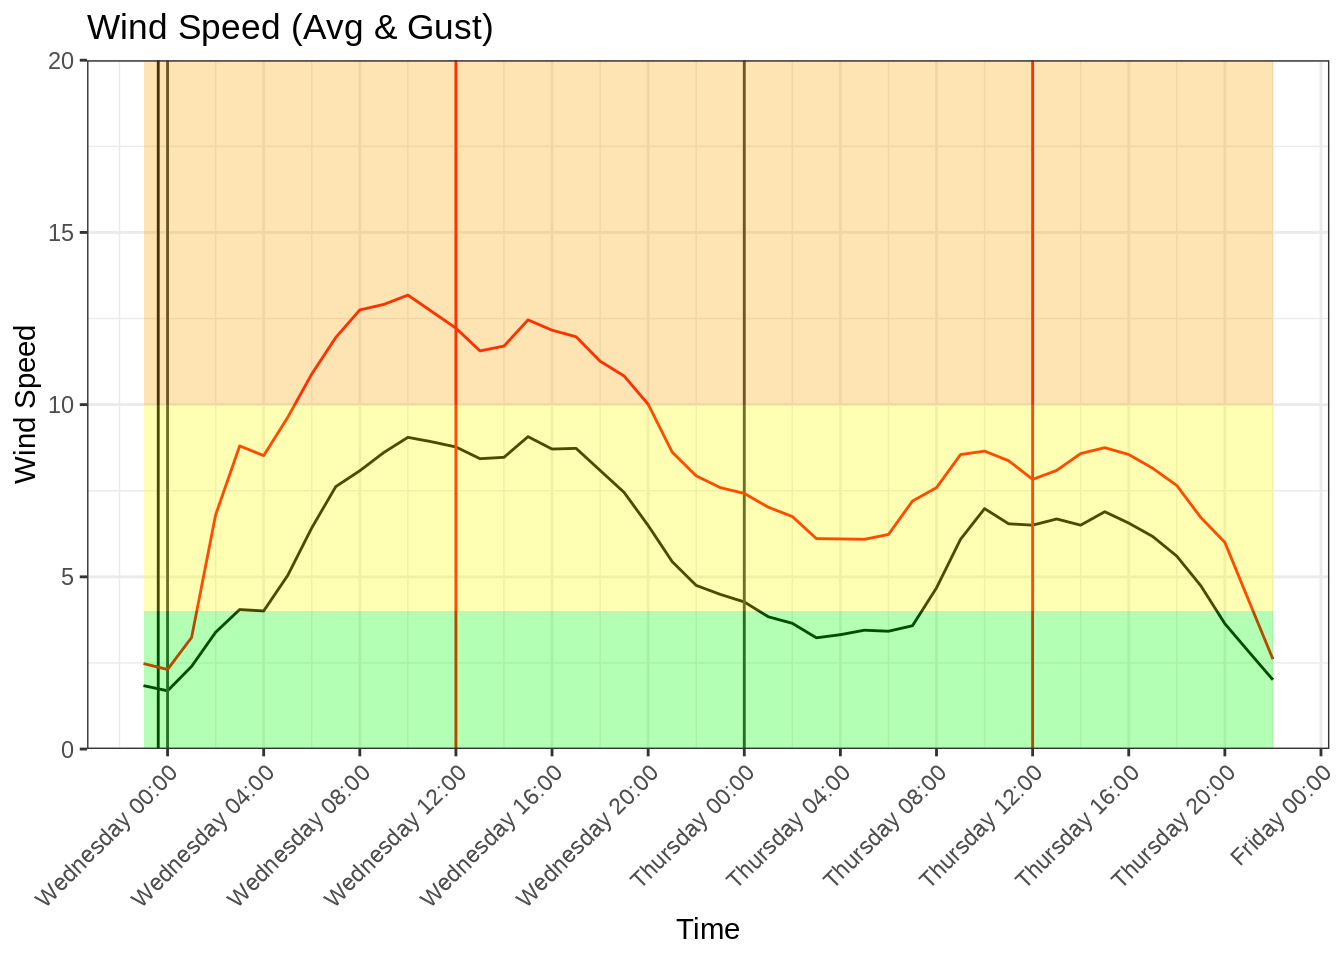 Wind Speed (Avg & Gust)
20
15
10
5
0
Wind Speed
Wednesday 00:00
Wednesday 04:00
Wednesday 08:00
Wednesday 12:00
Wednesday 16:00
Wednesday 20:00
Thursday 00:00
Thursday 04:00
Thursday 08:00
Thursday 12:00
Thursday 16:00
Thursday 20:00
Friday 00:00
Time